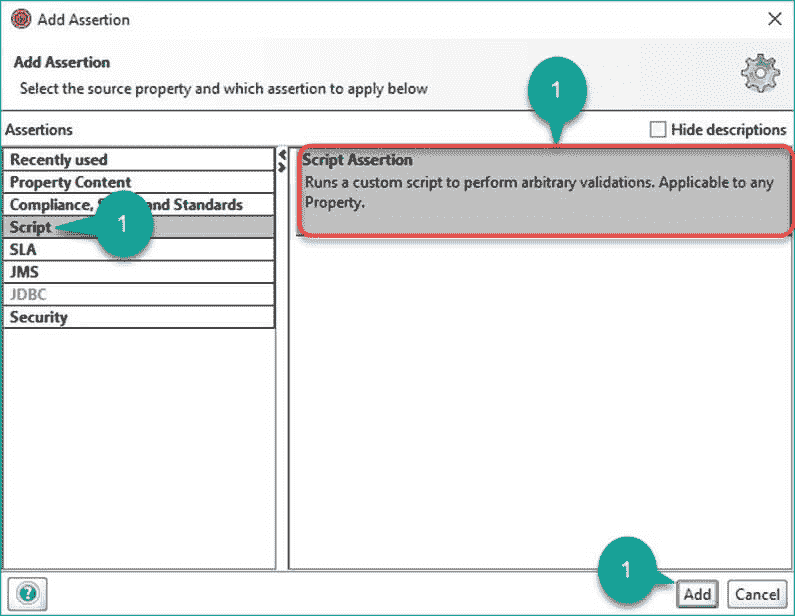 Add Assertion
Add Assertion
Select the source property and which assertion to apply below
1
Assertions
Hide descriptions
Recently used
Property Content
Compliance, and Standards
Script
1
SLA
JMS
JDBC
Security
Script Assertion
Runs a custom script to perform arbitrary validations. Applicable to any
Property.
1
?
Add
Cancel